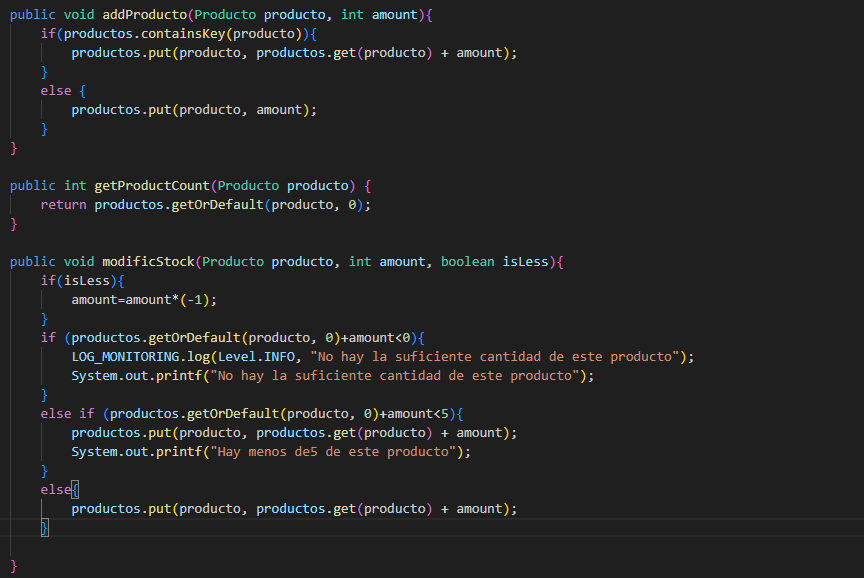 public void addProducto(Producto producto, int amount){
if(productos.containsKey(producto)){
productos.put(producto, productos.get(producto) + amount);
}
else {
productos.put(producto, amount);
}
}
public int getProductCount(Producto producto) {
return productos.getOrDefault(producto, 0);
}
public void modificStock(Producto producto, int amount, boolean isLess){
if(isLess){
amount=amount*(-1);
}
if (productos.getOrDefault(producto, 0)+amount<0){
LOG_MONITORING.log(Level.INFO, "No hay la suficiente cantidad de este producto");
System.out.printf("No hay la suficiente cantidad de este producto");
}
else if (productos.getOrDefault(producto, 0)+amount<5){
productos.put(producto, productos.get(producto) + amount);
System.out.printf("Hay menos de5 de este producto");
}
else{
productos.put(producto, productos.get(producto) + amount);
}
}